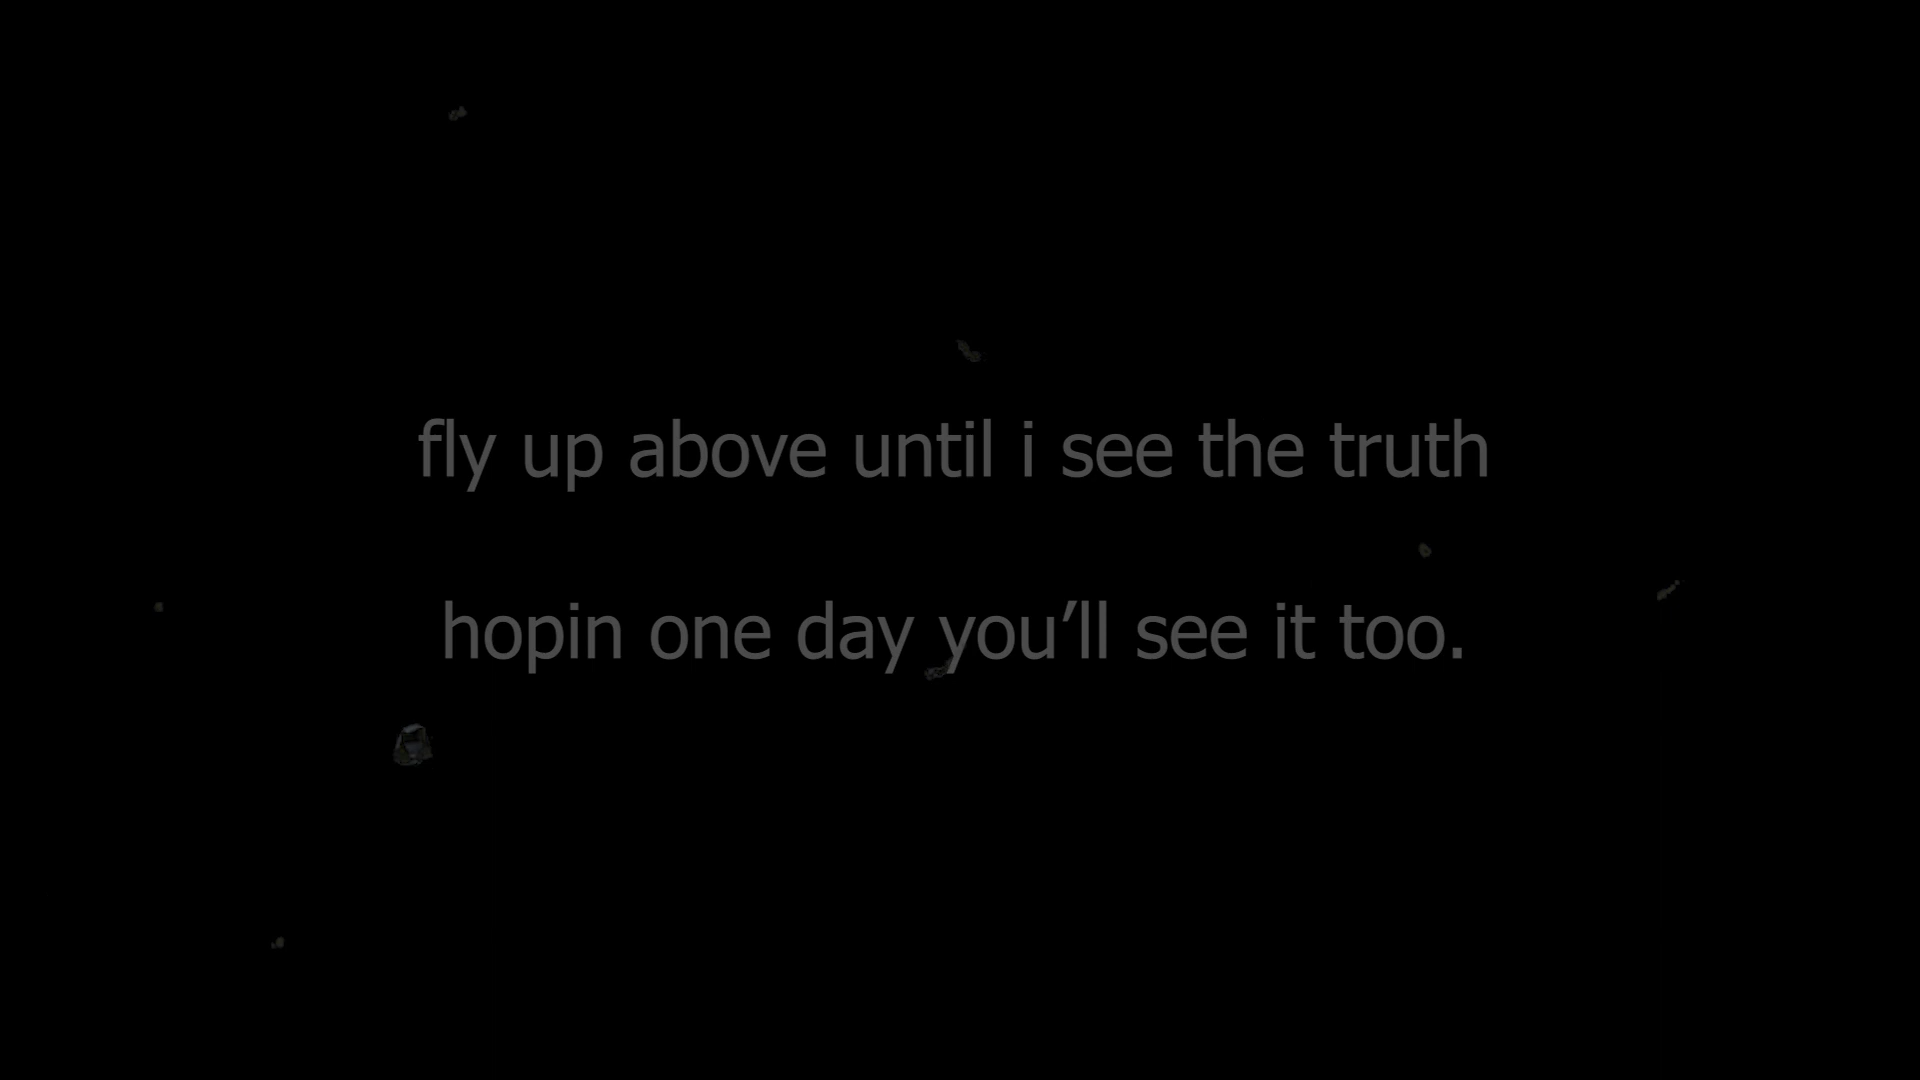 fly up above until i see the truth
hopin one day you’ll see it too.